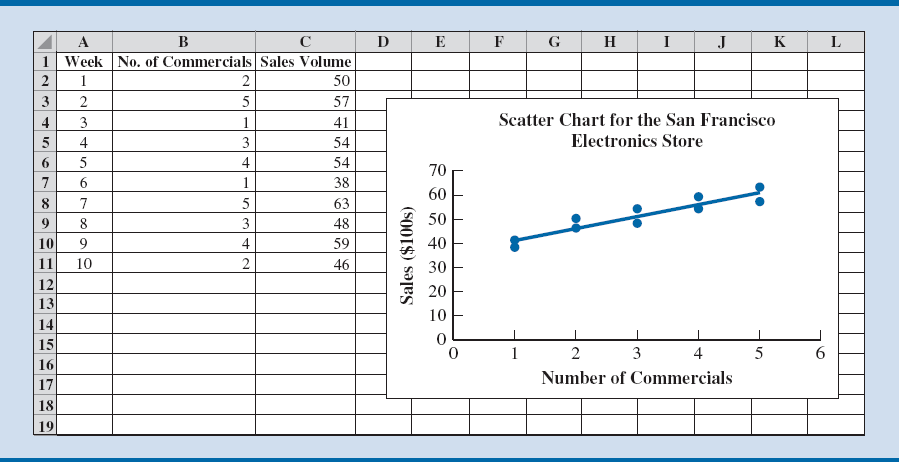 A B C D E F G H I J K L
1 Week No. of Commercials Sales Volume
2 1 2 50
3 2 5 57
4 3 1 41
5 4 3 54
6 5 4 54
7 6 1 38
8 7 5 63
9 8 3 48
10 9 4 59
11 10 2 46
12
13
14
15
16
17
18
19
Scatter Chart for the San Francisco
Electronics Store
Sales ($100s)
70
60
50
40
30
20
10
0
0 1 2 3 4 5 6
Number of Commercials